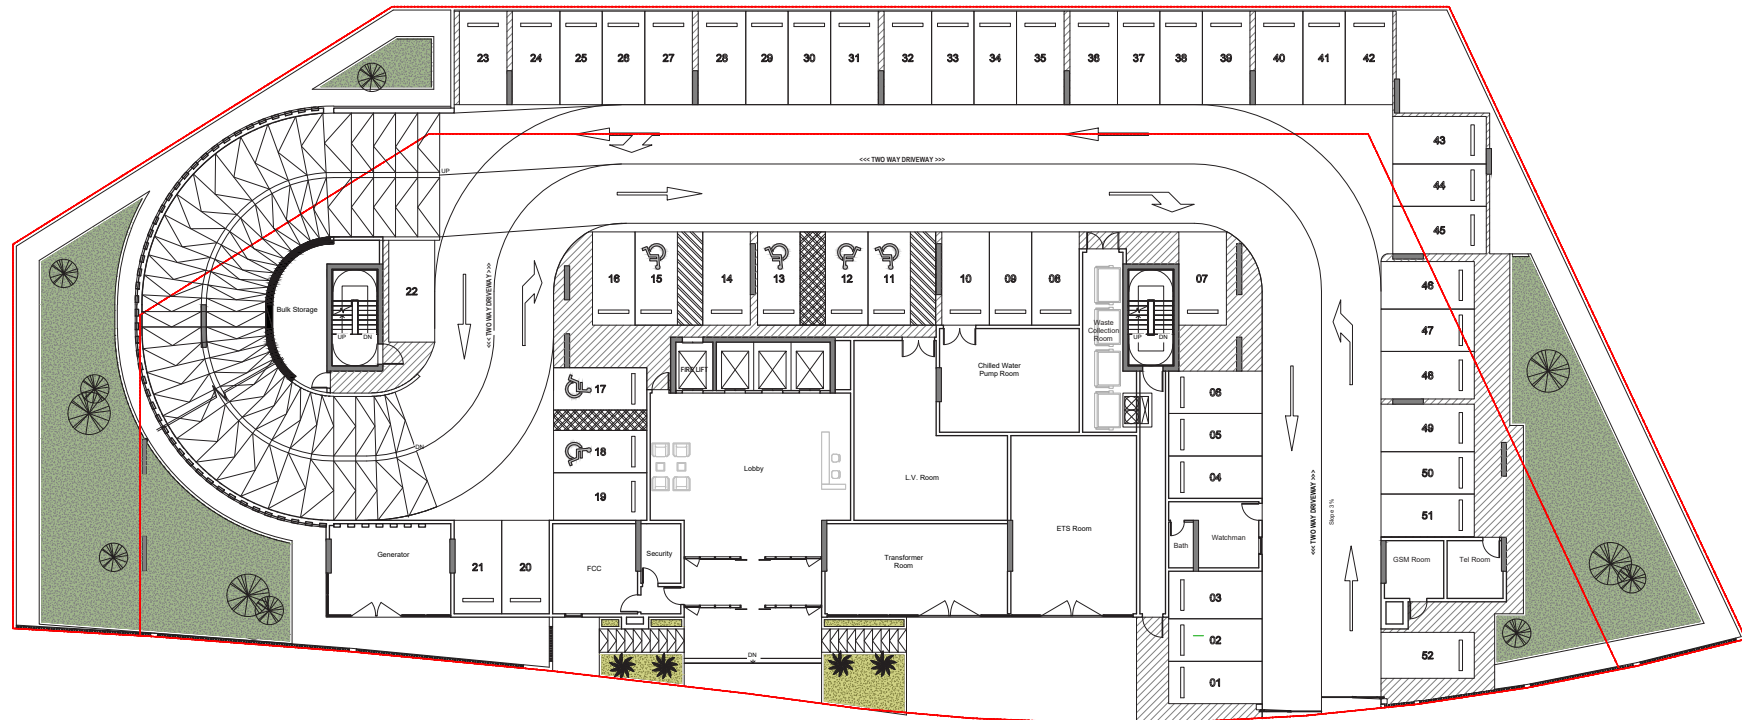 23 24 25 26 27 28 29 30 31 32 33 34 35 36 37 38 39 40 41 42
43
<<< TWO WAY DRIVEWAY >>>
UP
44
45
16 15 14 13 12 11 10 09 08 07
22
46
Bulk Storage
<<< TWO WAY DRIVEWAY >>>
Waste
Collection
Room
47
UP DN
UP DN
FIRE LIFT
Chilled Water
Pump Room
48
17
06
49
05
DN
18
Lobby
50
04
L.V. Room
19
51
<<< TWO WAY DRIVEWAY >>>
Slope 3%
ETS Room
Bath
Watchman
Generator
Security
Transformer
Room
GSM Room
Tel Room
21 20
FCC
03
02
52
DN
01